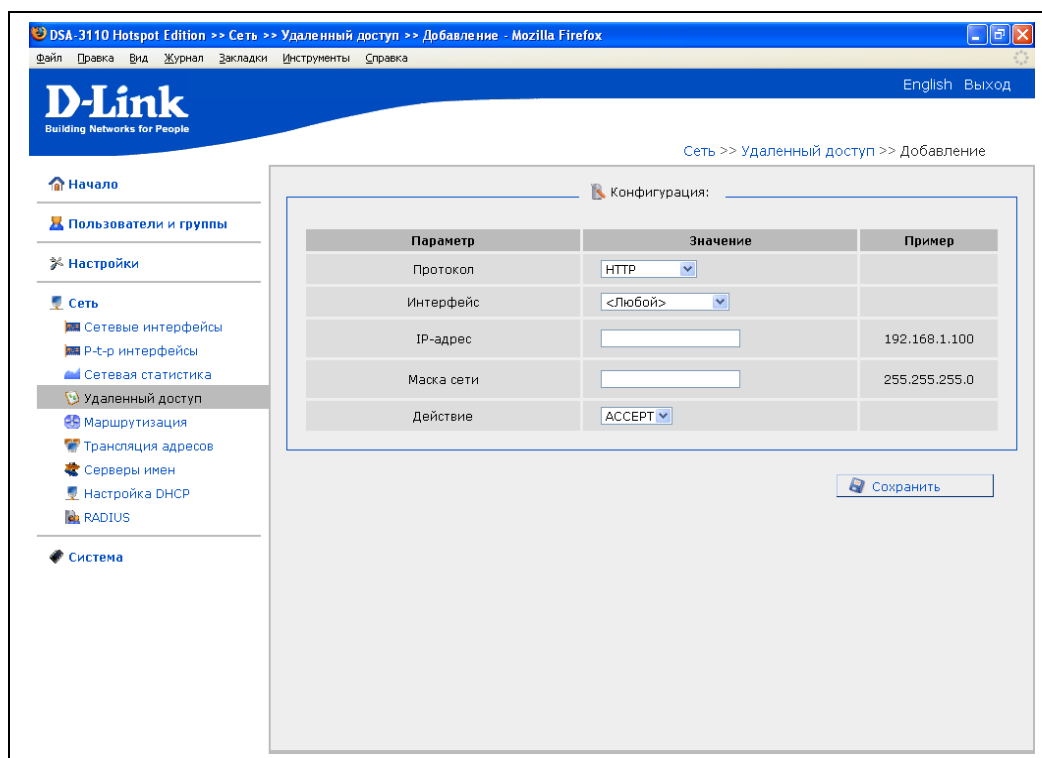 DSA-3110 Hotspot Edition >> Сеть >> Удаленный доступ >> Добавление - Mozilla Firefox
Файл Правка Вид Журнал Закладки Инструменты Справка
English Выход
D-Link
Building Networks for People
Сеть >> Удаленный доступ >> Добавление
Начало
Пользователи и группы
Настройки
Сеть
Сетевые интерфейсы
P-t-p интерфейсы
Сетевая статистика
Удаленный доступ
Маршрутизация
Трансляция адресов
Серверы имен
Настройка DHCP
RADIUS
Система
Конфигурация:
Параметр Значение Пример
Протокол HTTP
Интерфейс <Любой>
IP-адрес 192.168.1.100
Маска сети 255.255.255.0
Действие ACCEPT
Сохранить